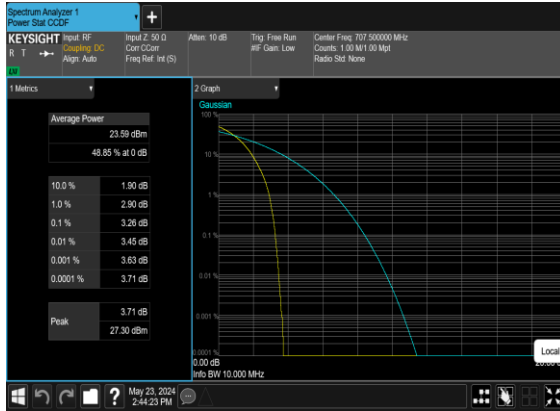 Spectrum Analyzer 1
Power Stat CCDF
+
KEYSIGHT
R T
LU
Input: RF
Coupling: DC
Align: Auto
Input Z: 50 Ω
Corr CCorr
Freq Ref: Int (S)
Atten: 10 dB
Trig: Free Run
#IF Gain: Low
Center Freq: 707.500000 MHz
Counts: 1.00 M/1.00 Mpt
Radio Std: None
1 Metrics
Average Power
23.59 dBm
48.85 % at 0 dB
10.0 % 1.90 dB
1.0 % 2.90 dB
0.1 % 3.26 dB
0.01 % 3.45 dB
0.001 % 3.63 dB
0.0001 % 3.71 dB
Peak
3.71 dB
27.30 dBm
2 Graph
Gaussian
100 %
10 %
1 %
0.1 %
0.01 %
0.001 %
0.0001 %
0.00 dB
Info BW 10.000 MHz
Local
?
May 23, 2024
2:44:23 PM